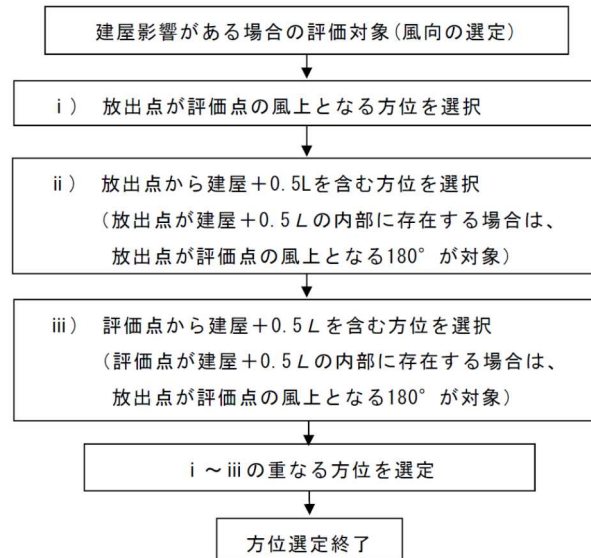 建屋影響がある場合の評価対象(風向の選定)
ⅰ) 放出点が評価点の風上となる方位を選択
ⅱ) 放出点から建屋+0.5Lを含む方位を選択
(放出点が建屋+0.5Lの内部に存在する場合は、
放出点が評価点の風上となる180°が対象)
ⅲ) 評価点から建屋+0.5Lを含む方位を選択
(評価点が建屋+0.5Lの内部に存在する場合は、
放出点が評価点の風上となる180°が対象)
ⅰ～ⅲの重なる方位を選定
方位選定終了